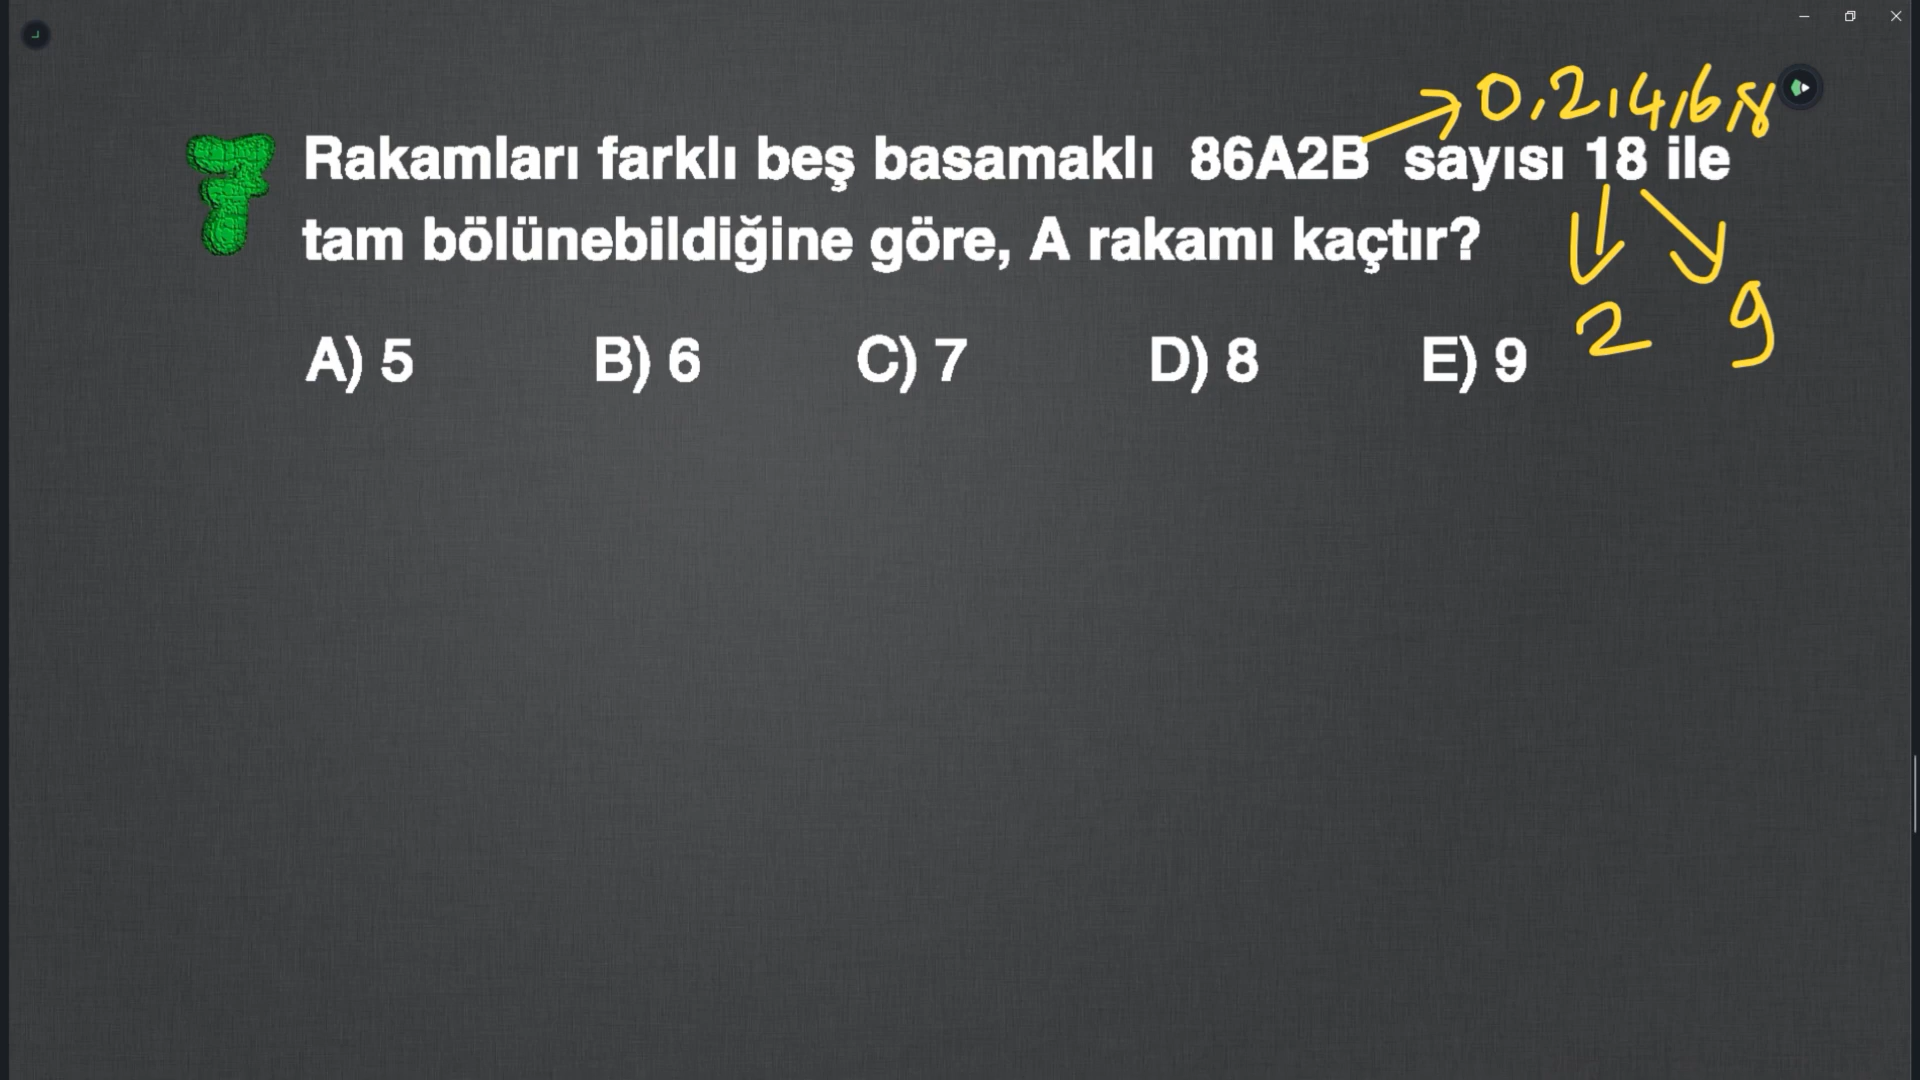 0,2,4,6,8
7 Rakamları farklı beş basamaklı 86A2B sayısı 18 ile
tam bölünebildiğine göre, A rakamı kaçtır?
2 9
A) 5 B) 6 C) 7 D) 8 E) 9